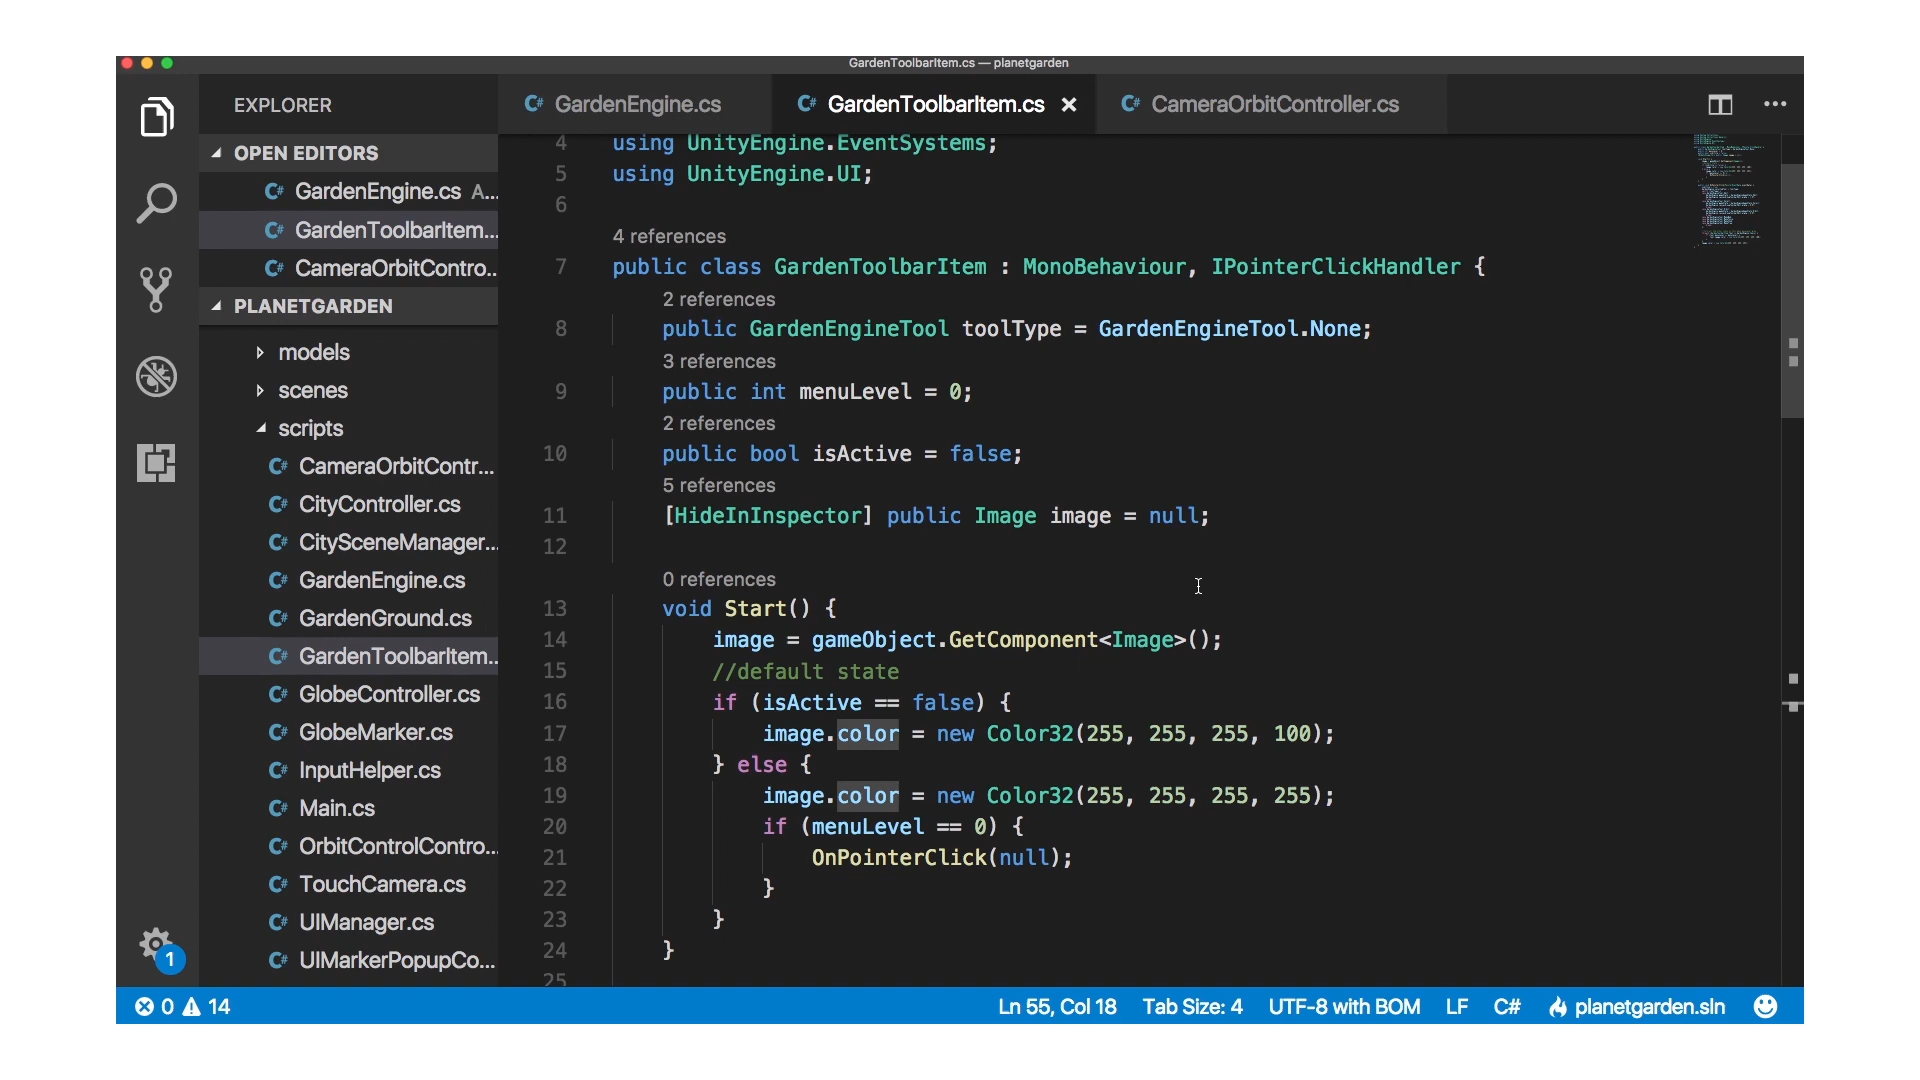 GardenToolbarItem.cs — planetgarden
EXPLORER
OPEN EDITORS
C# GardenEngine.cs A...
C# GardenToolbarItem...
C# CameraOrbitContro...
PLANETGARDEN
models
scenes
scripts
C# CameraOrbitContr...
C# CityController.cs
C# CitySceneManager...
C# GardenEngine.cs
C# GardenGround.cs
C# GardenToolbarItem...
C# GlobeController.cs
C# GlobeMarker.cs
C# InputHelper.cs
C# Main.cs
C# OrbitControlContro...
C# TouchCamera.cs
C# UIManager.cs
C# UIMarkerPopupCo...
1
C# GardenEngine.cs
C# GardenToolbarItem.cs
C# CameraOrbitController.cs
4 using UnityEngine.EventSystems;
5 using UnityEngine.UI;
6
4 references
7 public class GardenToolbarItem : MonoBehaviour, IPointerClickHandler {
2 references
8 public GardenEngineTool toolType = GardenEngineTool.None;
3 references
9 public int menuLevel = 0;
2 references
10 public bool isActive = false;
5 references
11 [HideInInspector] public Image image = null;
12
0 references
13 void Start() {
14 image = gameObject.GetComponent<Image>();
15 //default state
16 if (isActive == false) {
17 image.color = new Color32(255, 255, 255, 100);
18 } else {
19 image.color = new Color32(255, 255, 255, 255);
20 if (menuLevel == 0) {
21 OnPointerClick(null);
22 }
23 }
24 }
25
0 14 Ln 55, Col 18 Tab Size: 4 UTF-8 with BOM LF C# planetgarden.sln